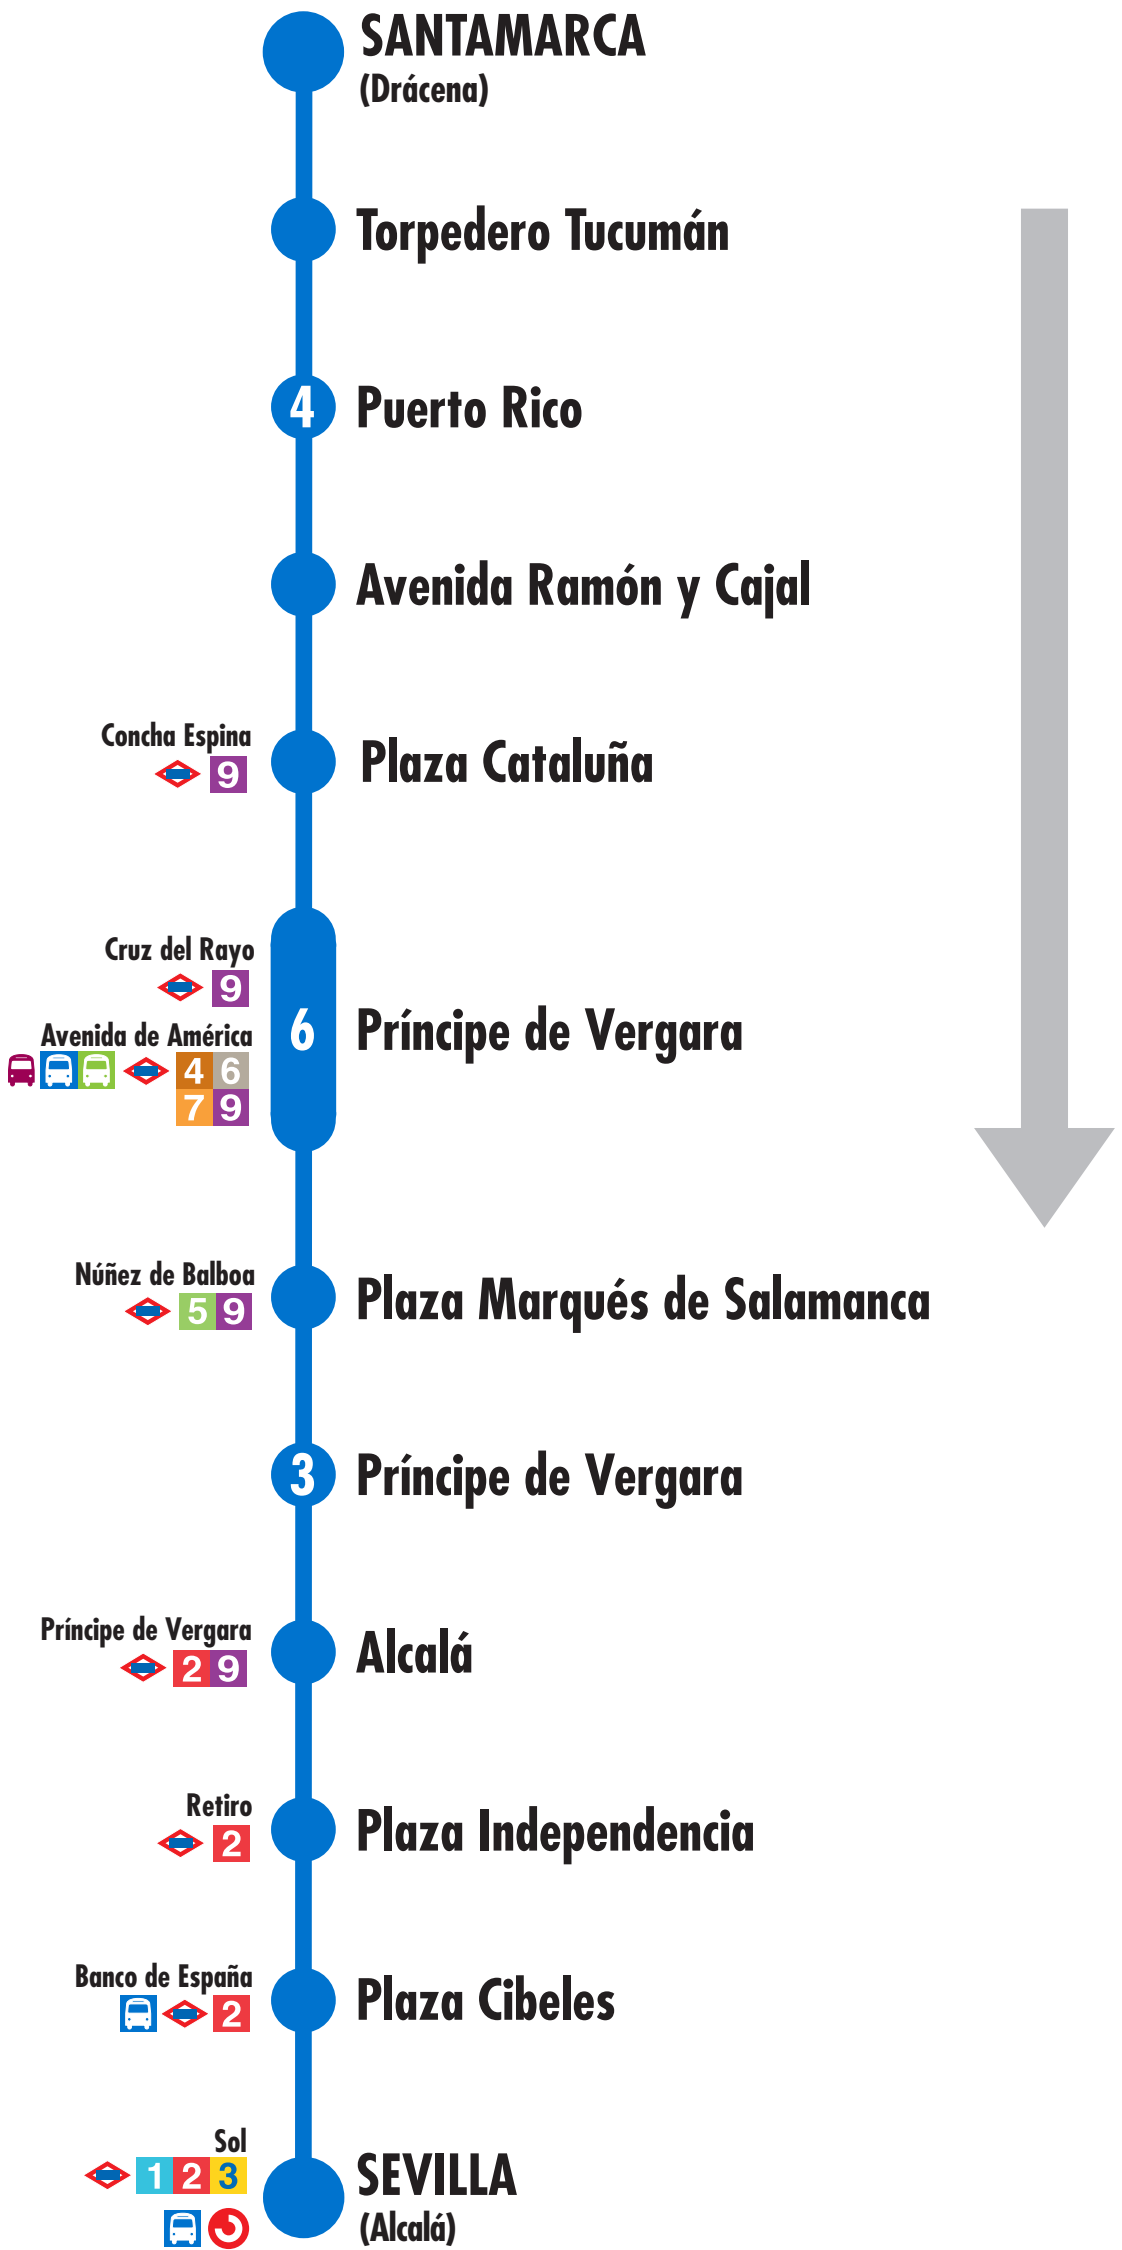 SANTAMARCA
(Drácena)
Torpedero Tucumán
4 Puerto Rico
Avenida Ramón y Cajal
Concha Espina
9
Plaza Cataluña
Cruz del Rayo
9
Avenida de América
4 6
7 9
6 Príncipe de Vergara
Núñez de Balboa
5 9
Plaza Marqués de Salamanca
3 Príncipe de Vergara
Príncipe de Vergara
2 9
Alcalá
Retiro
2
Plaza Independencia
Banco de España
2
Plaza Cibeles
Sol
1 2 3
SEVILLA
(Alcalá)